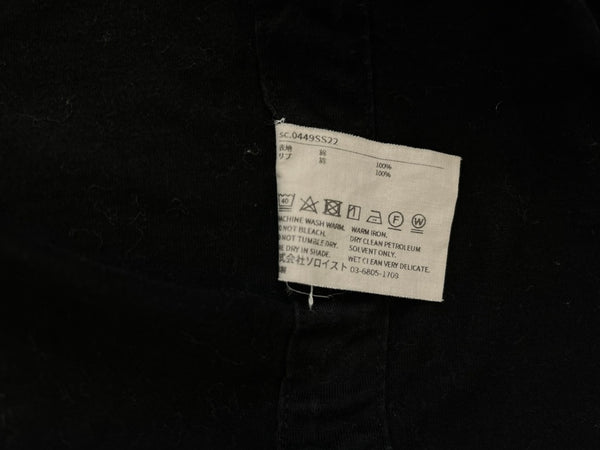 sc.0449SS22
表地 綿 100%
リブ 綿 100%
40 F W
MACHINE WASH WARM. WARM IRON.
DO NOT BLEACH. DRY CLEAN PETROLEUM
DO NOT TUMBLE DRY. SOLVENT ONLY.
LINE DRY IN SHADE. WET CLEAN VERY DELICATE.
株式会社ソロイスト 03-6805-1709